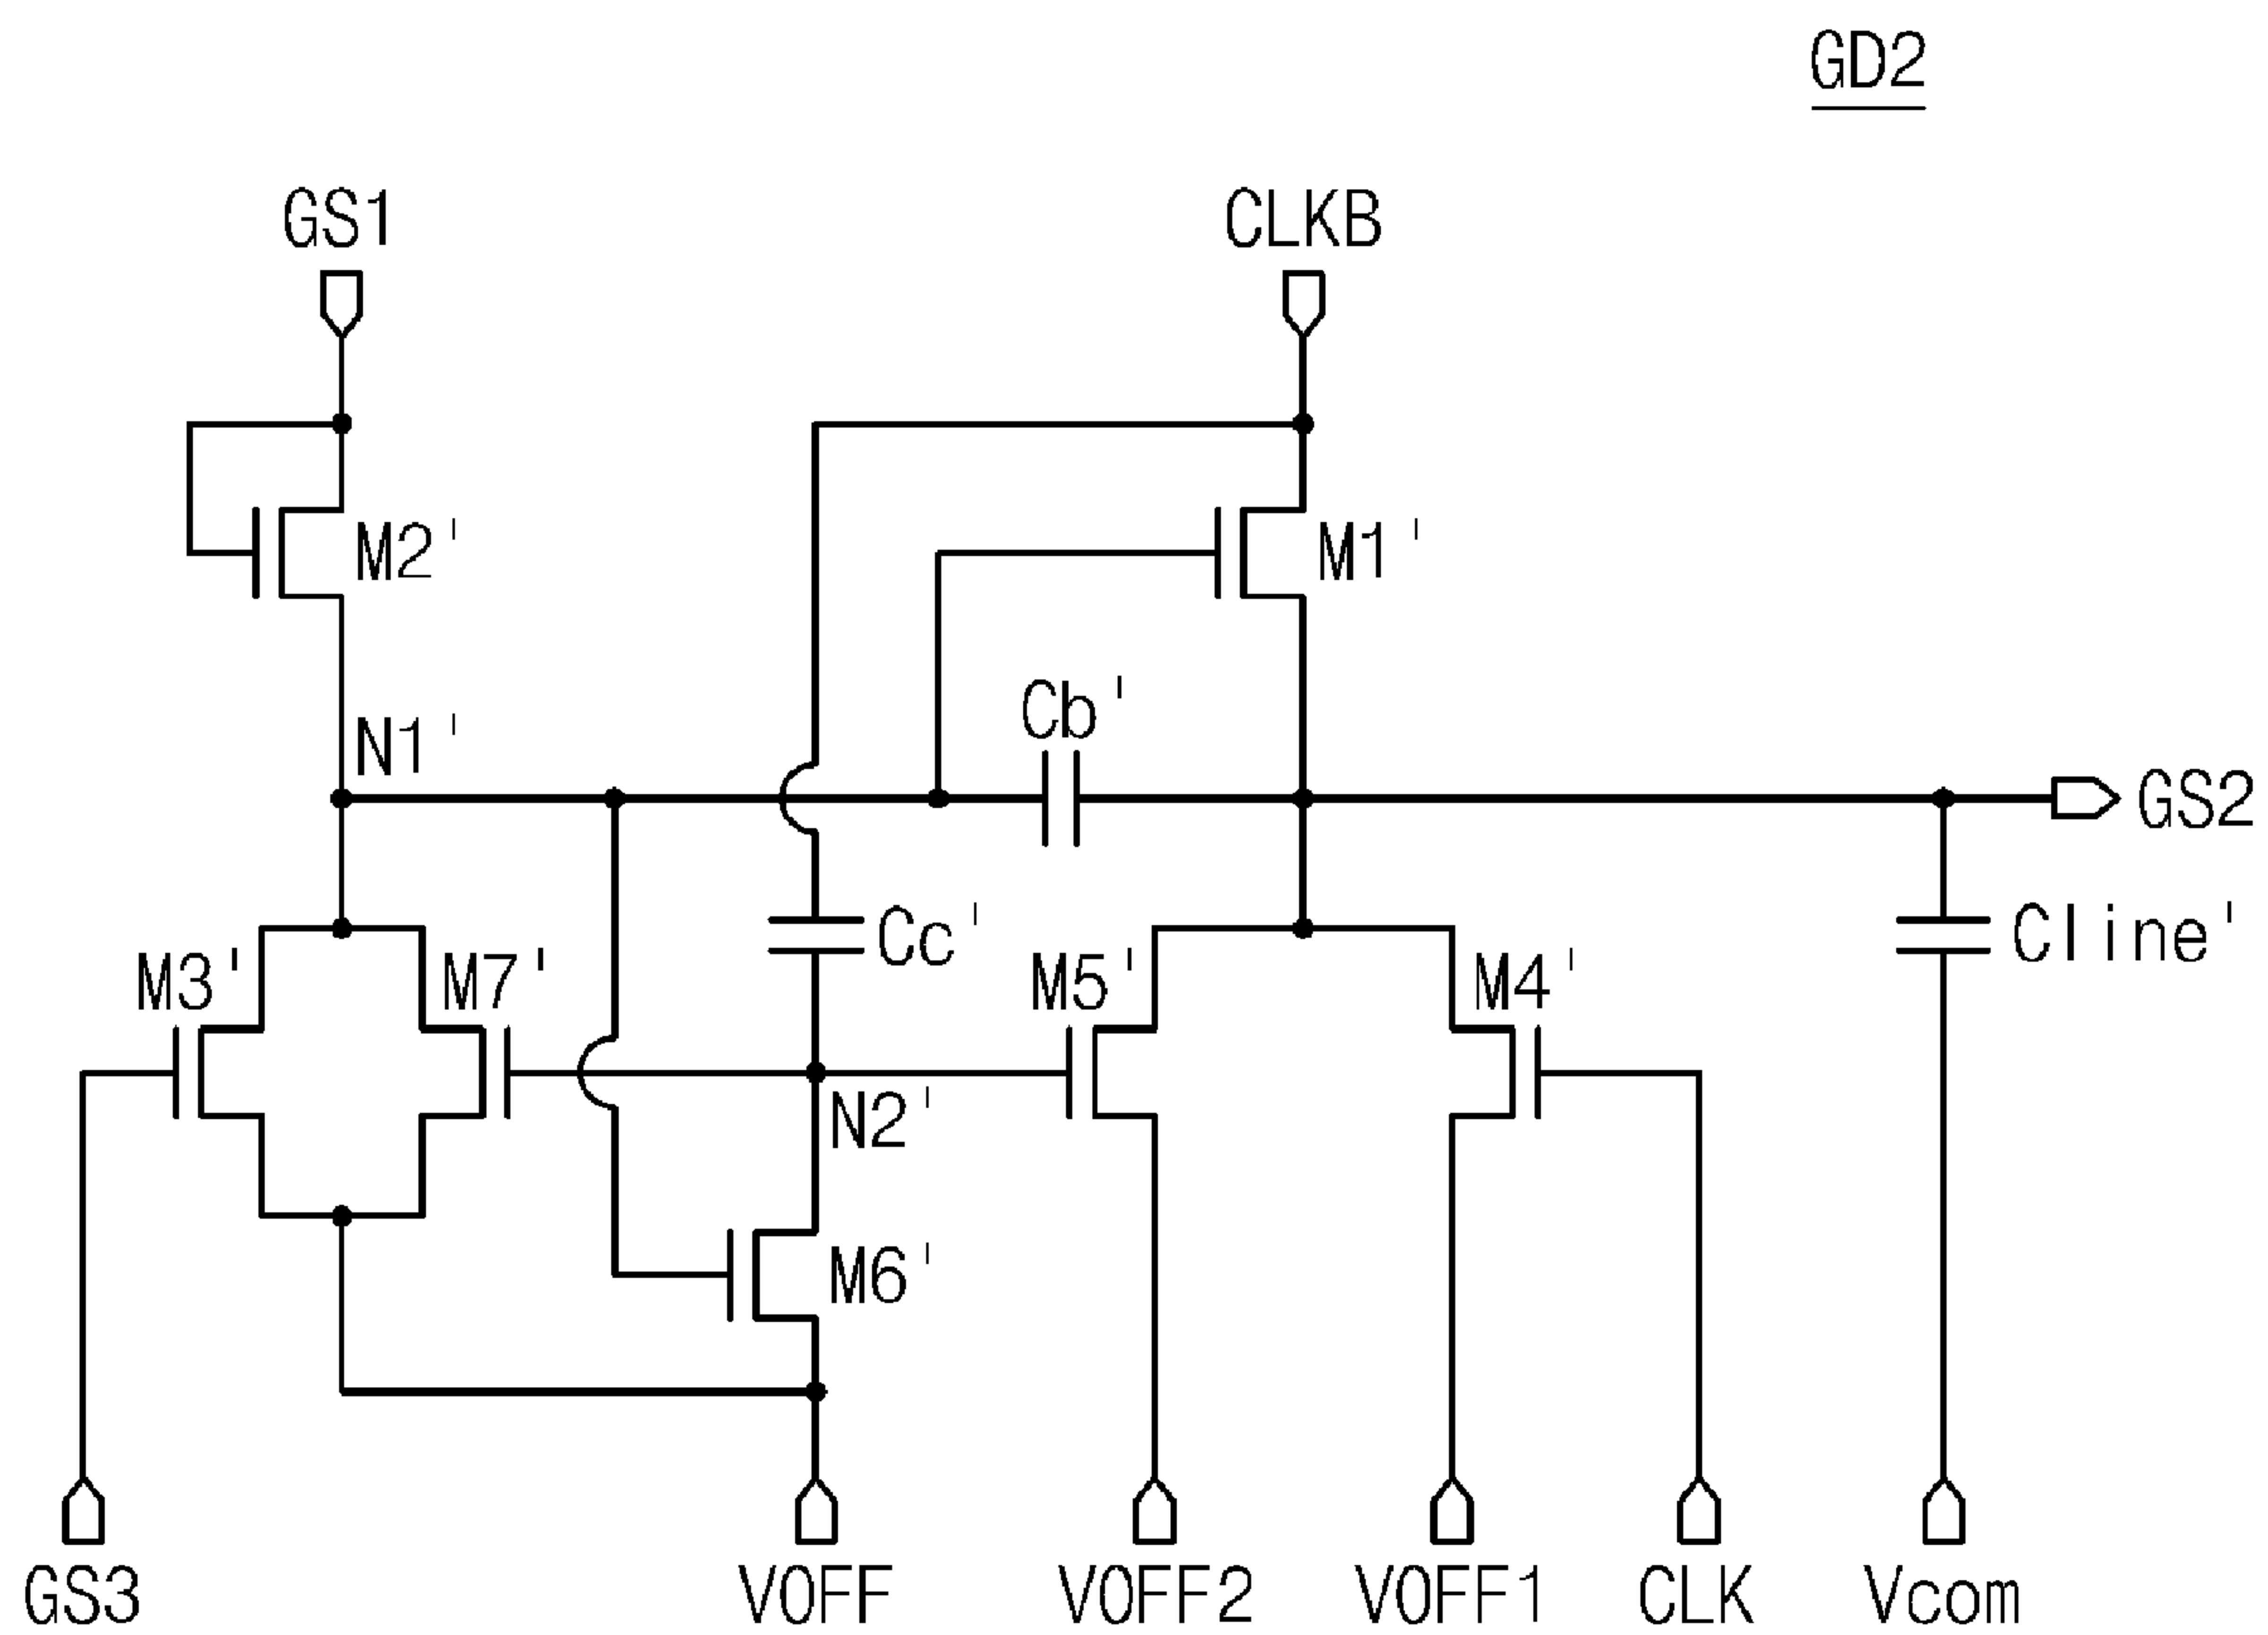 GD2
GS1
CLKB
M2'
M1'
Cb'
N1'
GS2
Cc'
Cline'
M3'
M7'
M5'
M4'
N2'
M6'
GS3
VOFF
VOFF2
VOFF1
CLK
Vcom